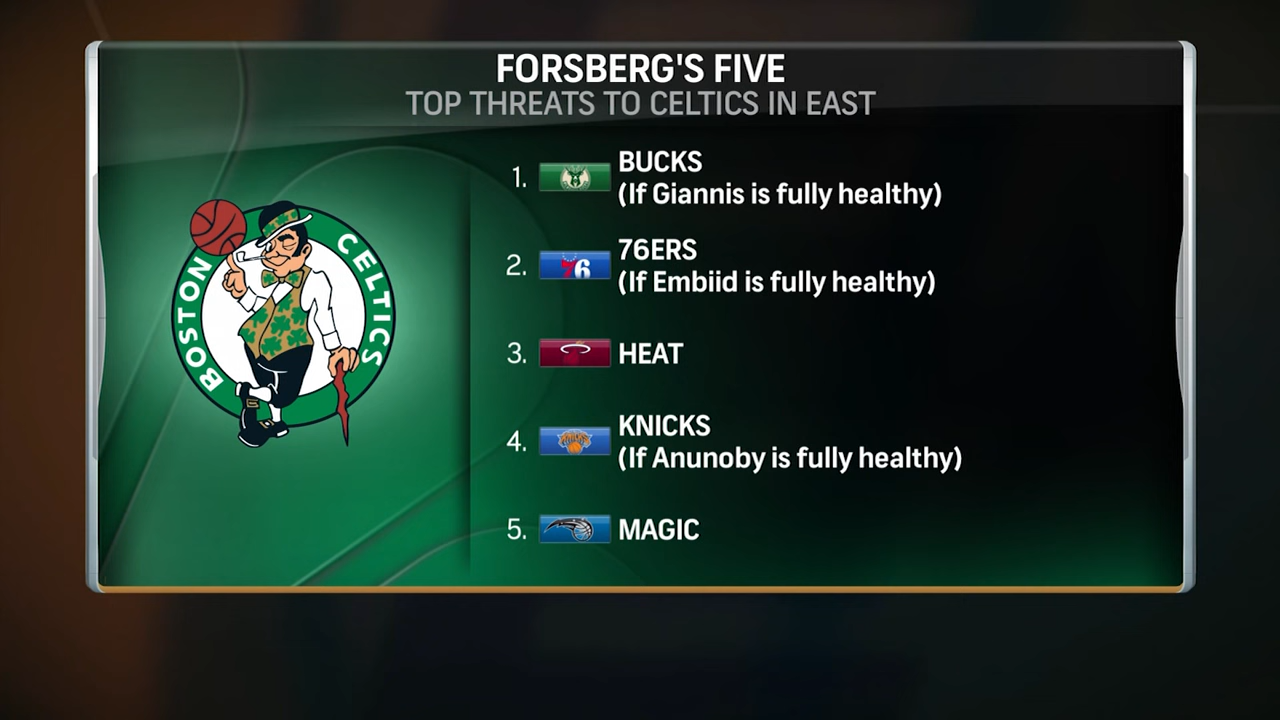 FORSBERG'S FIVE
TOP THREATS TO CELTICS IN EAST
BOSTON CELTICS
1. BUCKS
(If Giannis is fully healthy)
2. 76 76ERS
(If Embiid is fully healthy)
3. HEAT
4. KNICKS
(If Anunoby is fully healthy)
5. MAGIC